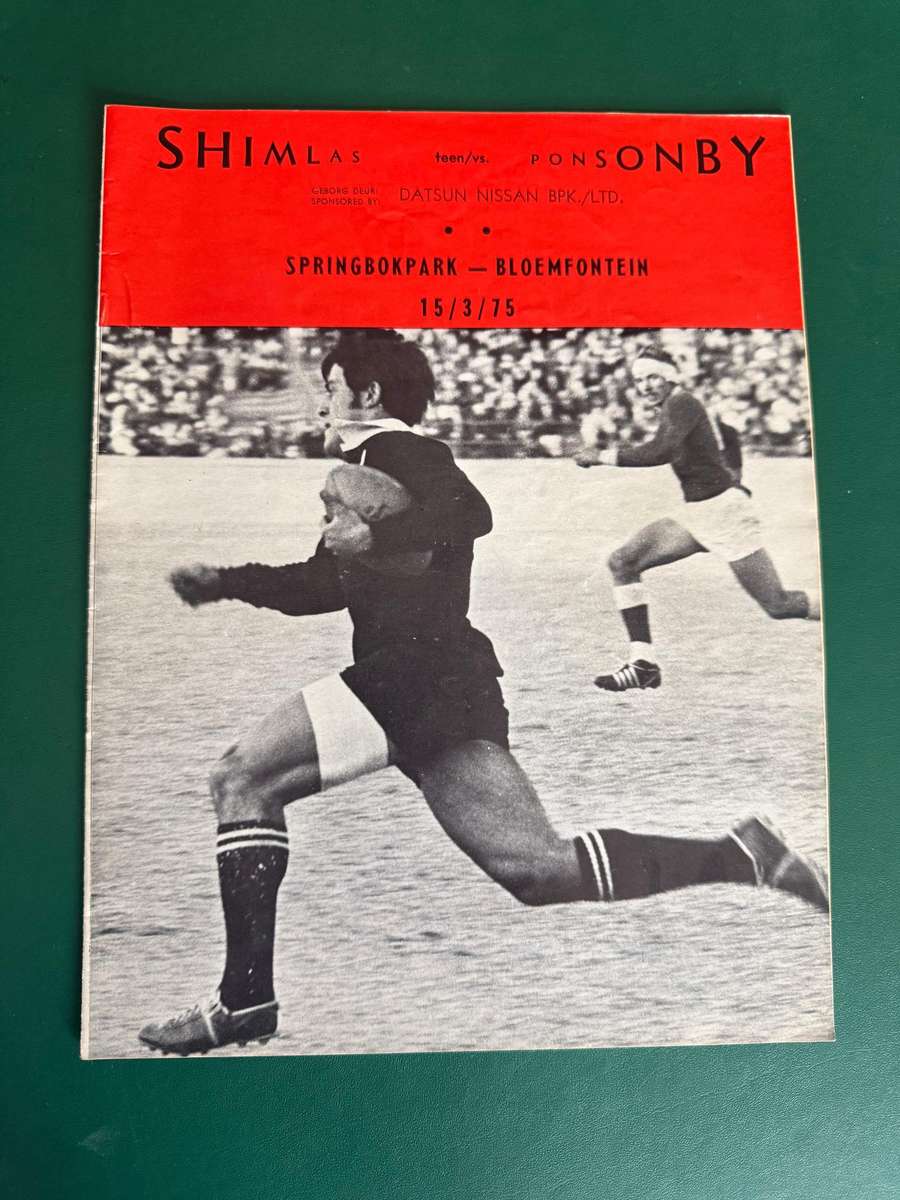 SHIMLAS teen/vs. PONSONBY
GEBORG DEUR:
SPONSORED BY: DATSUN NISSAN BPK./LTD.
SPRINGBOKPARK — BLOEMFONTEIN
15/3/75